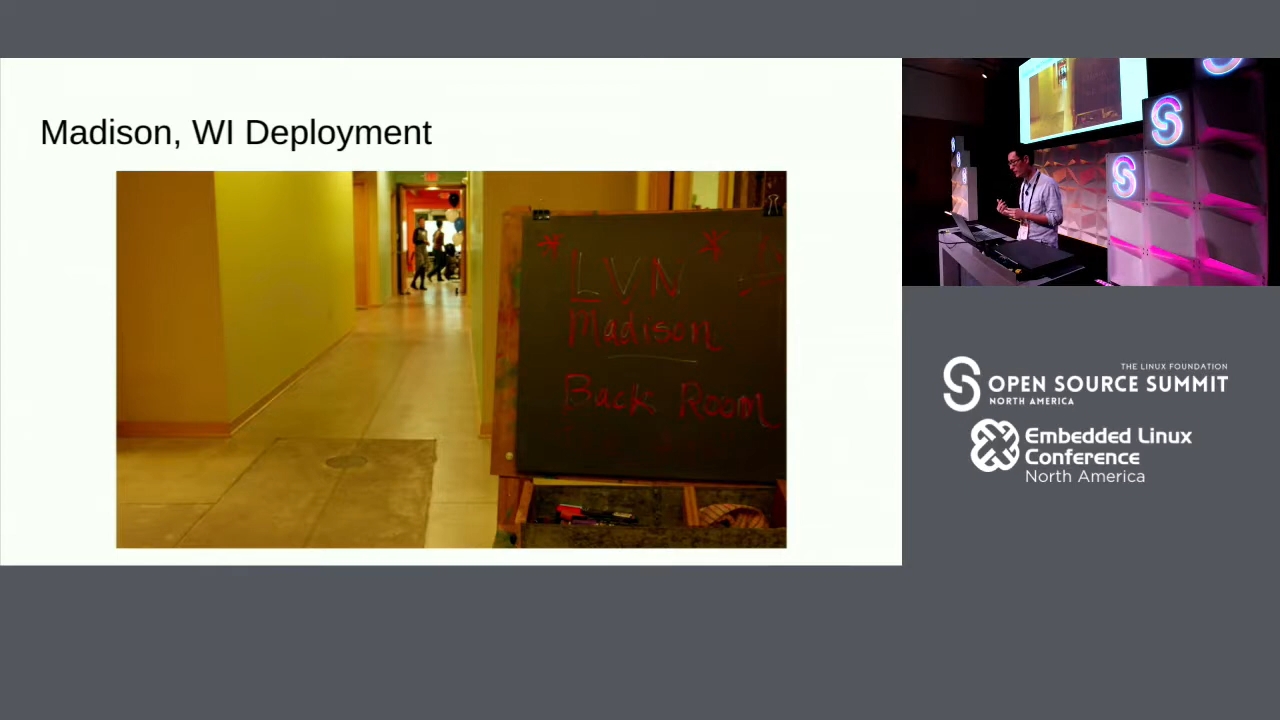 Madison, WI Deployment
* LVN *
Madison
Back Room
THE LINUX FOUNDATION
OPEN SOURCE SUMMIT
NORTH AMERICA
Embedded Linux
Conference
North America